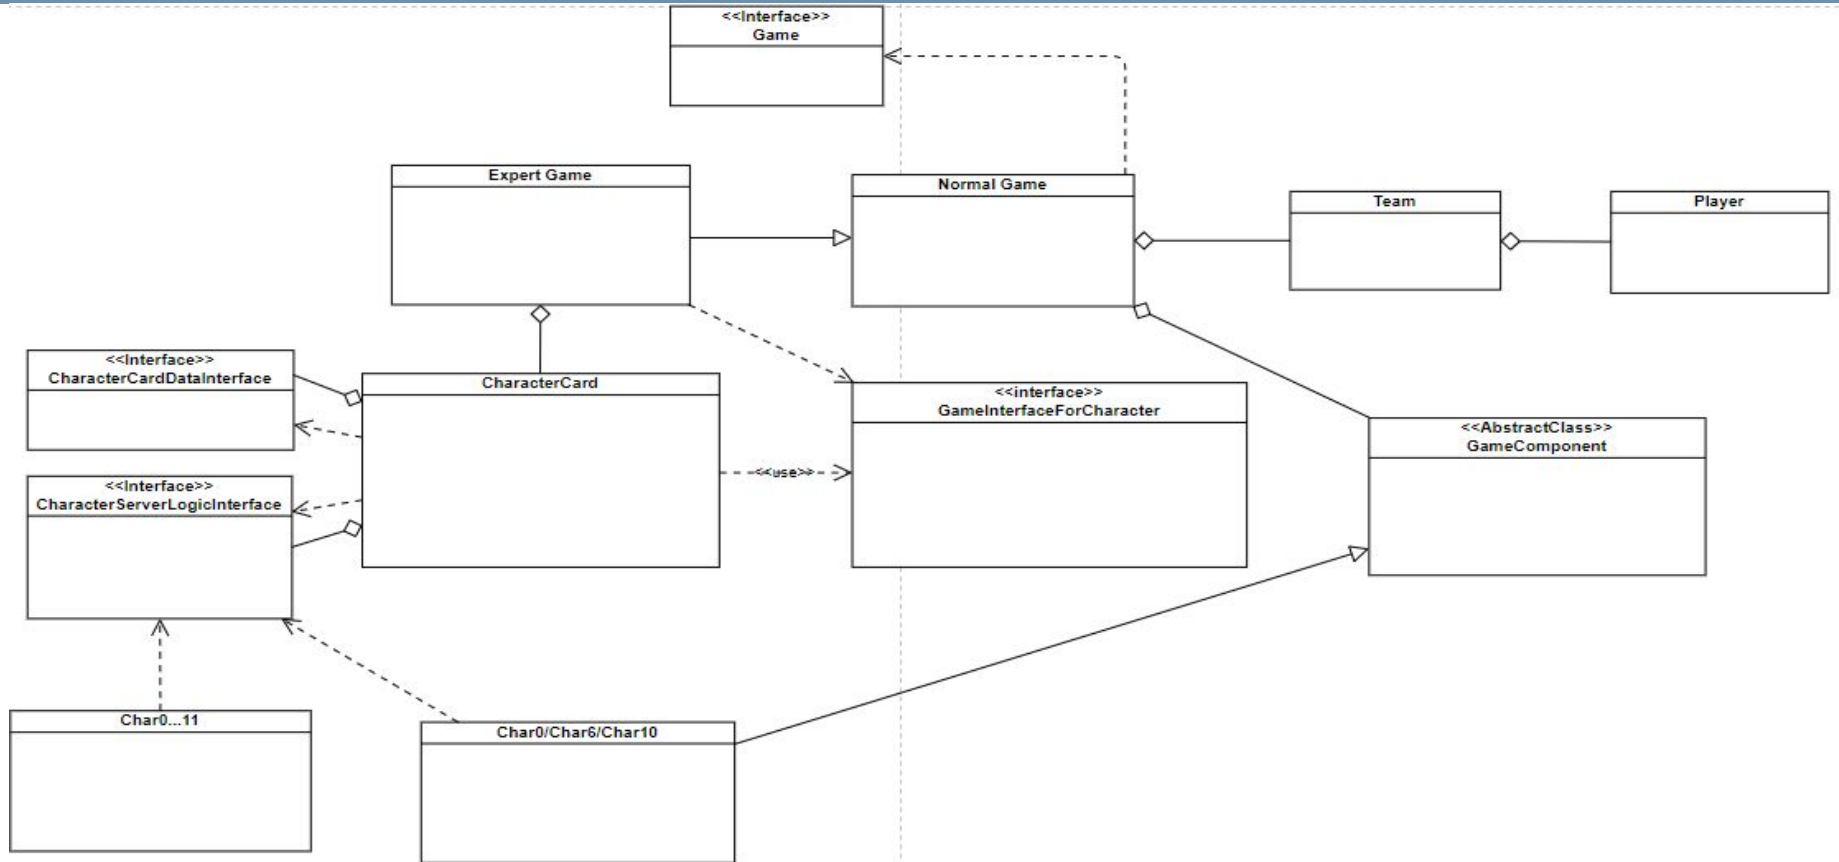 <<Interface>>
Game
Expert Game
Normal Game
Team
Player
<<Interface>>
CharacterCardDataInterface
CharacterCard
<<interface>>
GameInterfaceForCharacter
<<AbstractClass>>
GameComponent
<<use>>
<<Interface>>
CharacterServerLogicInterface
Char0...11
Char0/Char6/Char10